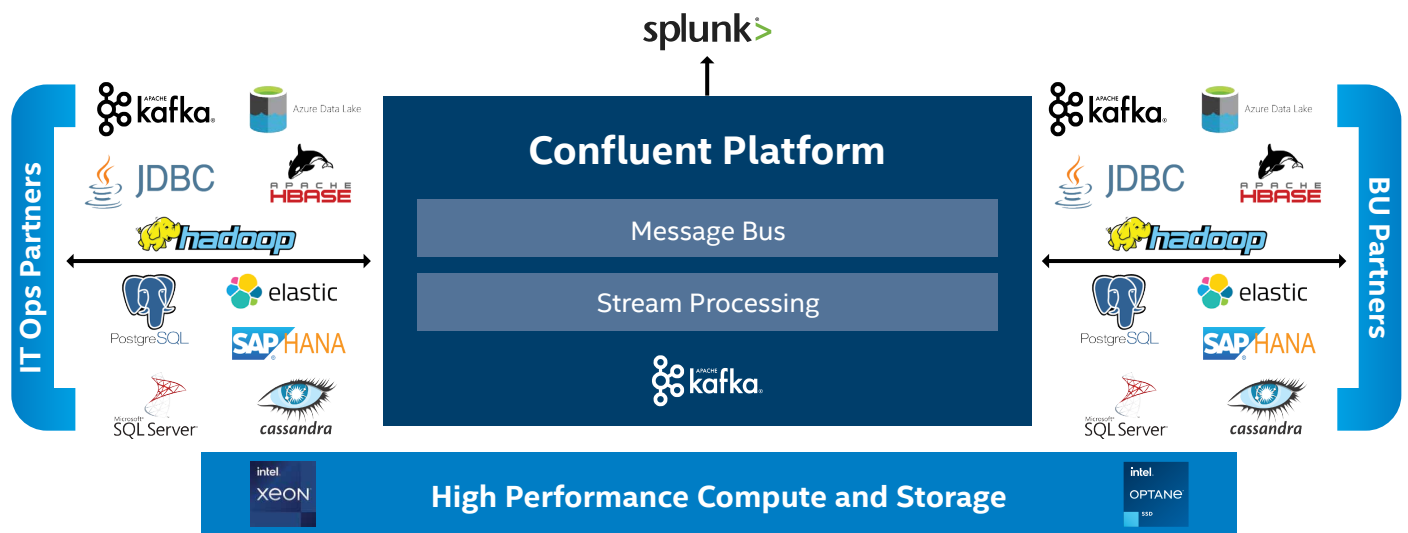 splunk>
IT Ops Partners
APACHE
kafka®
Azure Data Lake
JDBC
APACHE
HBASE
hadoop
PostgreSQL
elastic
SAP® HANA
Microsoft®
SQL Server®
cassandra
Confluent Platform
Message Bus
Stream Processing
APACHE
kafka®
APACHE
kafka®
Azure Data Lake
JDBC
APACHE
HBASE
hadoop
PostgreSQL
elastic
SAP® HANA
Microsoft®
SQL Server®
cassandra
BU Partners
intel.
XEON®
High Performance Compute and Storage
intel.
OPTANE™
SSD